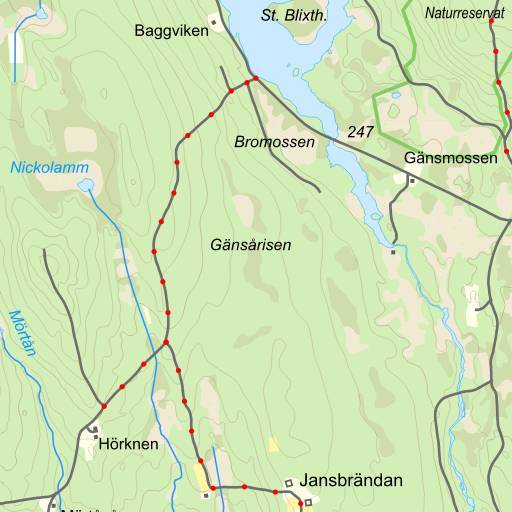 Naturreservat
St. Blixth.
Baggviken
247
Bromossen
Gänsmossen
Nickolamm
Gänsårisen
Mörtån
Hörknen
Jansbrändan